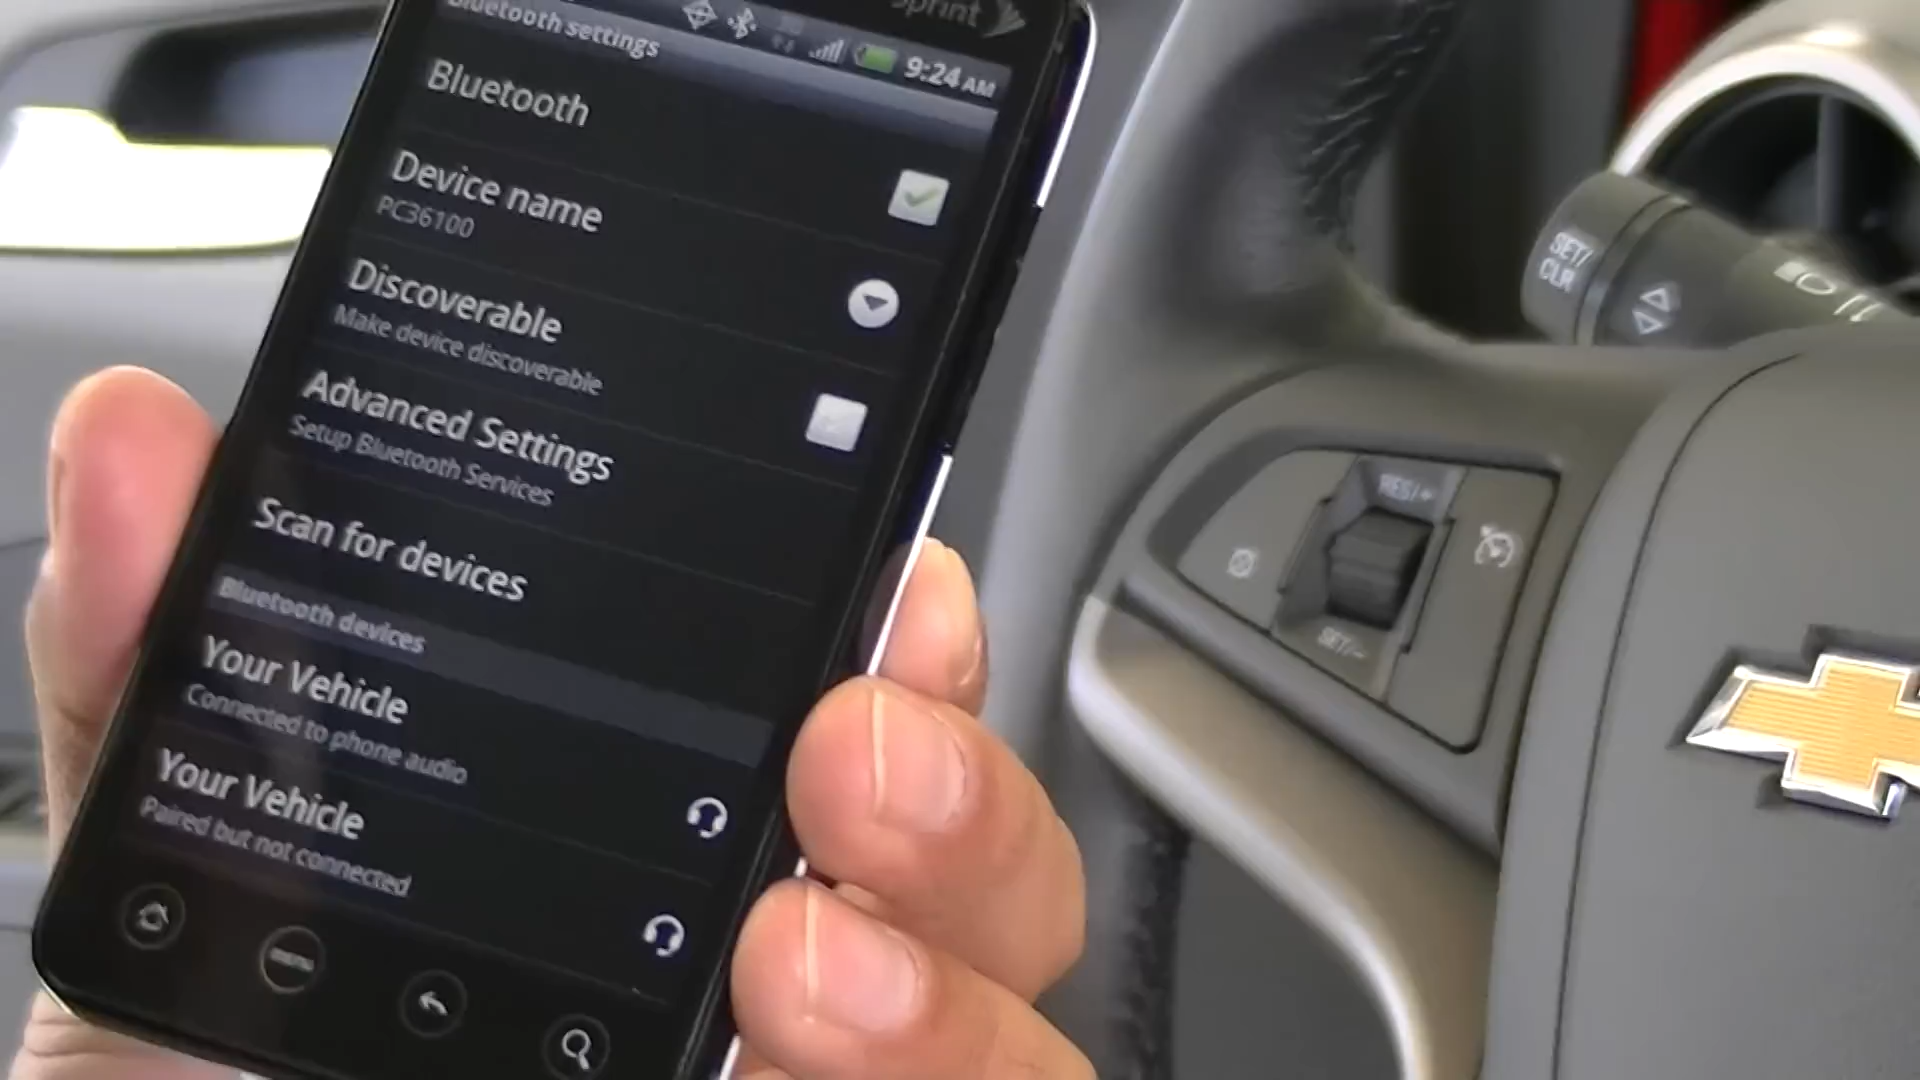 sprint
Bluetooth settings
9:24 AM
Bluetooth
Device name
PC36100
Discoverable
Make device discoverable
Advanced Settings
Setup Bluetooth Services
Scan for devices
Bluetooth devices
Your Vehicle
Connected to phone audio
Your Vehicle
Paired but not connected
menu
SET/
CLR
RES/+
SET/-